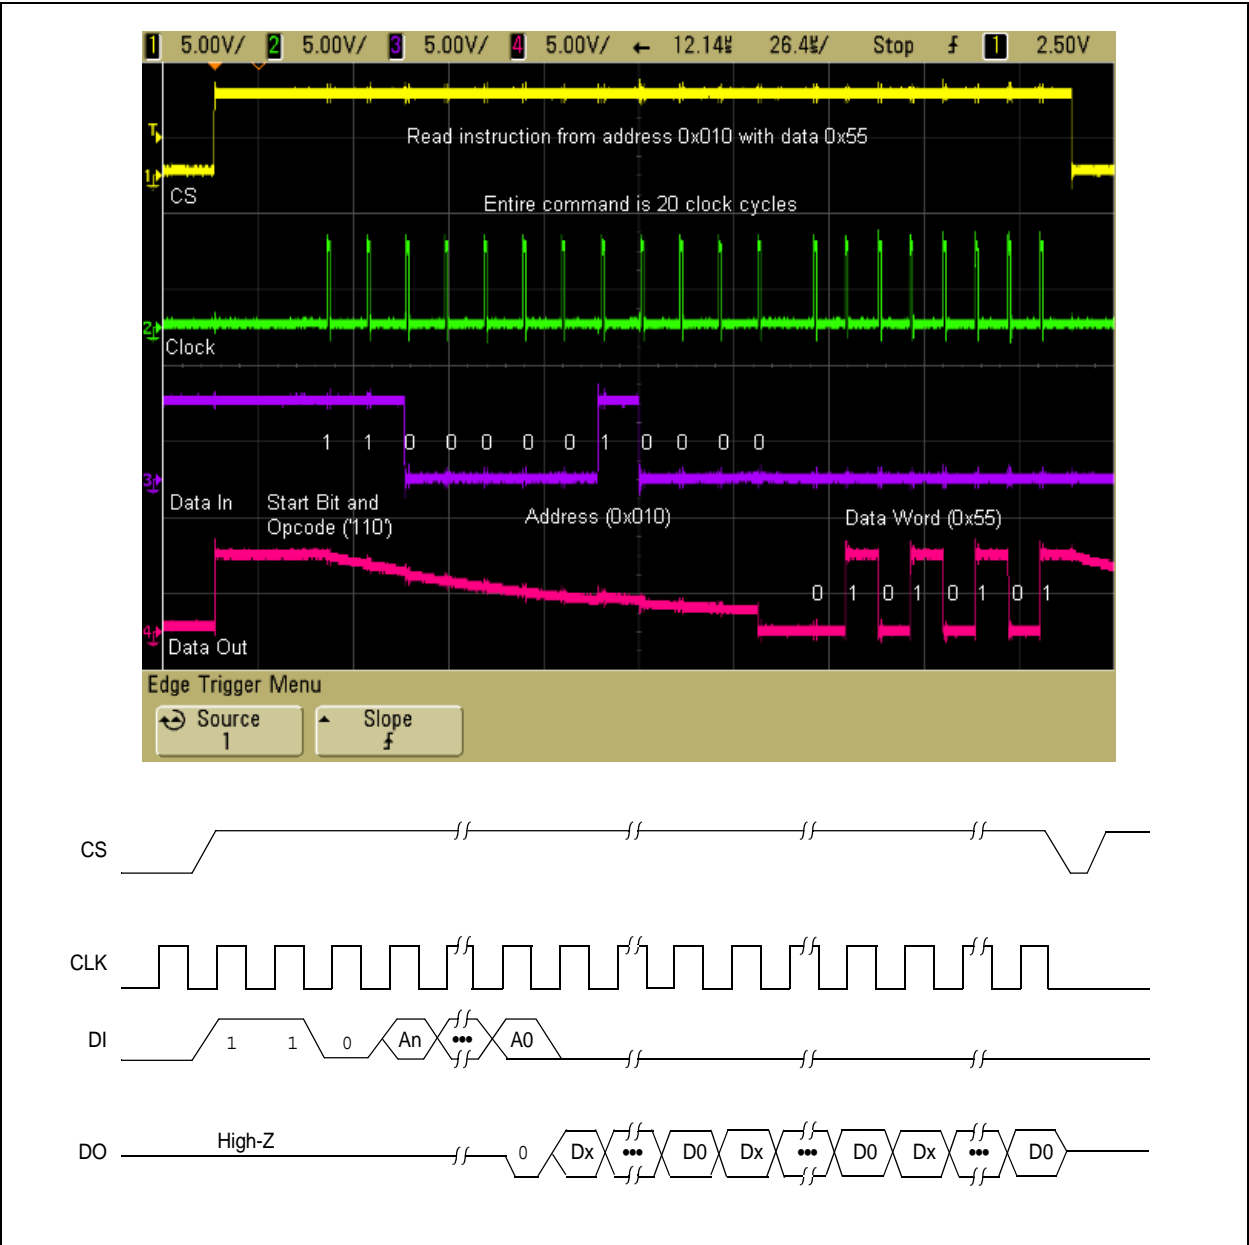 1 5.00V/ 2 5.00V/ 3 5.00V/ 4 5.00V/ 12.14 26.4 / Stop 1 2.50V
T
Read instruction from address 0x010 with data 0x55
1
CS
Entire command is 20 clock cycles
2
Clock
1 1 0 0 0 0 0 1 0 0 0 0
3
Data In Start Bit and
Opcode ('110')
Address (0x010)
Data Word (0x55)
0 1 0 1 0 1 0 1
4
Data Out
Edge Trigger Menu
Source
1
Slope
CS
CLK
DI 1 1 0 An ••• A0
High-Z
DO 0 Dx ••• D0 Dx ••• D0 Dx ••• D0